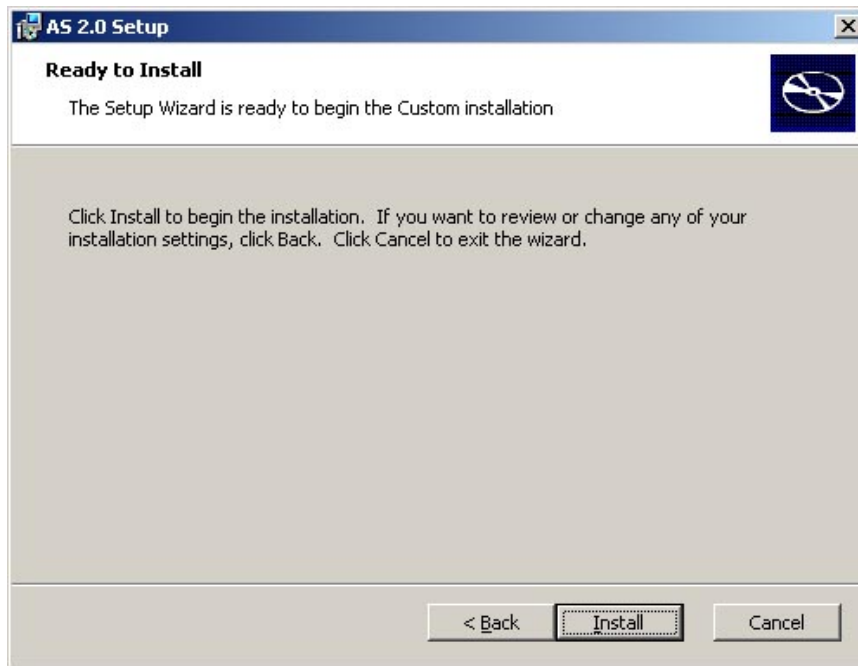 AS 2.0 Setup
Ready to Install
The Setup Wizard is ready to begin the Custom installation
Click Install to begin the installation. If you want to review or change any of your
installation settings, click Back. Click Cancel to exit the wizard.
< Back Install Cancel